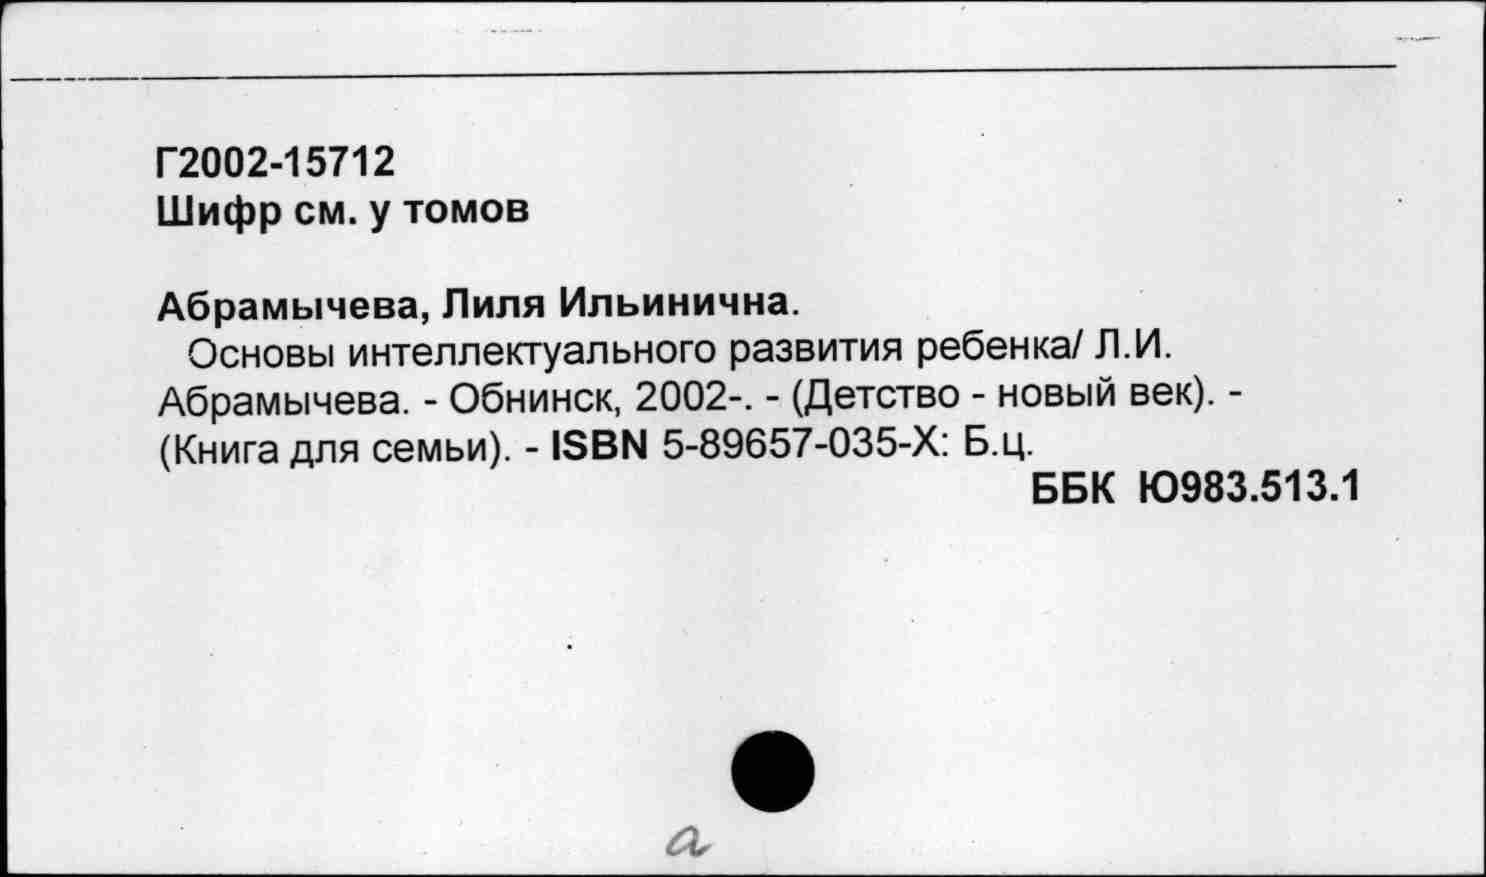 Г2002-15712
Шифр см. у томов
Абрамычева, Лиля Ильинична.
Основы интеллектуального развития ребенка/ Л.И.
Абрамычева. - Обнинск, 2002-. - (Детство - новый век). -
(Книга для семьи). - ISBN 5-89657-035-X: Б.ц.
ББК Ю983.513.1
а